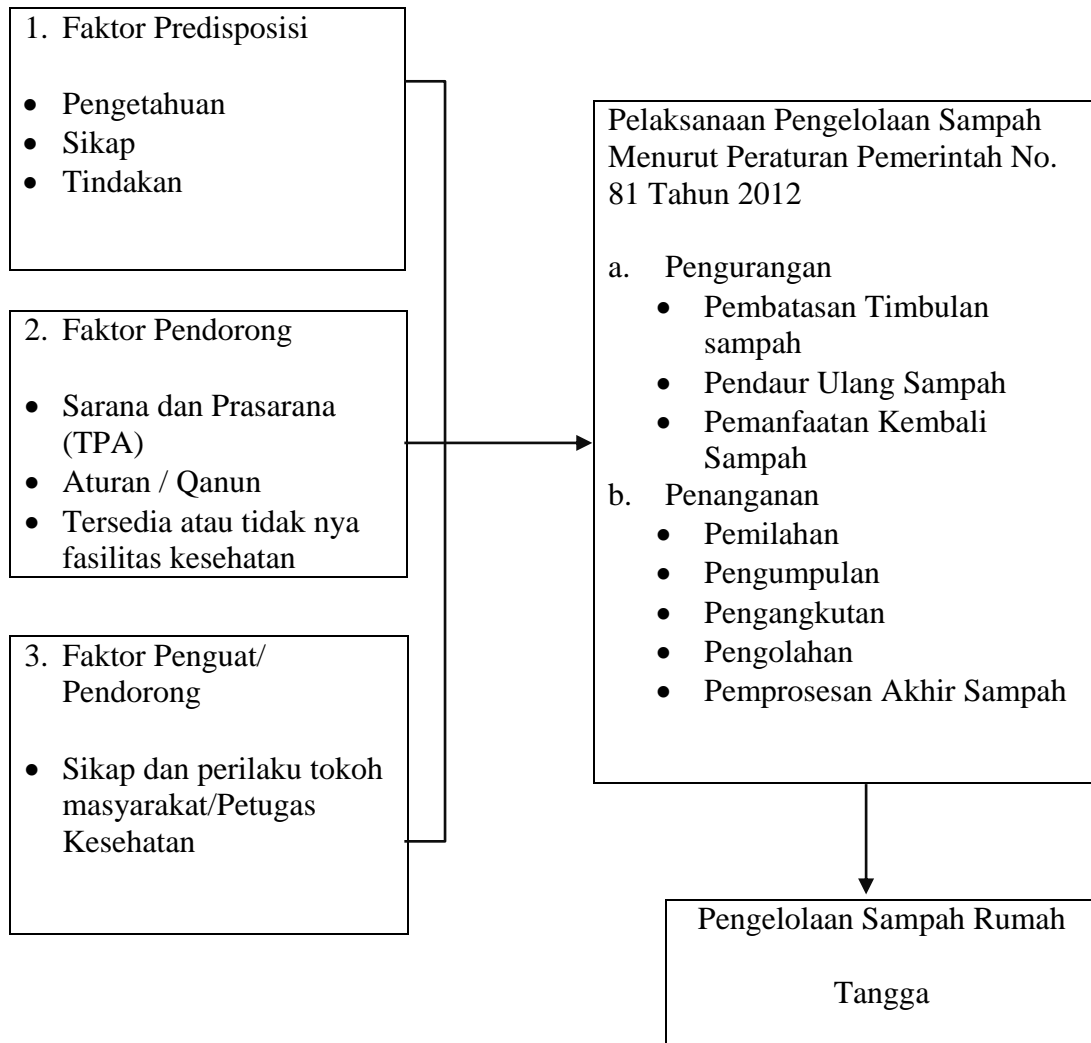 1. Faktor Predisposisi
• Pengetahuan
• Sikap
• Tindakan
2. Faktor Pendorong
• Sarana dan Prasarana
(TPA)
• Aturan / Qanun
• Tersedia atau tidak nya
fasilitas kesehatan
3. Faktor Penguat/
Pendorong
• Sikap dan perilaku tokoh
masyarakat/Petugas
Kesehatan
Pelaksanaan Pengelolaan Sampah
Menurut Peraturan Pemerintah No.
81 Tahun 2012
a. Pengurangan
• Pembatasan Timbulan
sampah
• Pendaur Ulang Sampah
• Pemanfaatan Kembali
Sampah
b. Penanganan
• Pemilahan
• Pengumpulan
• Pengangkutan
• Pengolahan
• Pemprosesan Akhir Sampah
Pengelolaan Sampah Rumah
Tangga